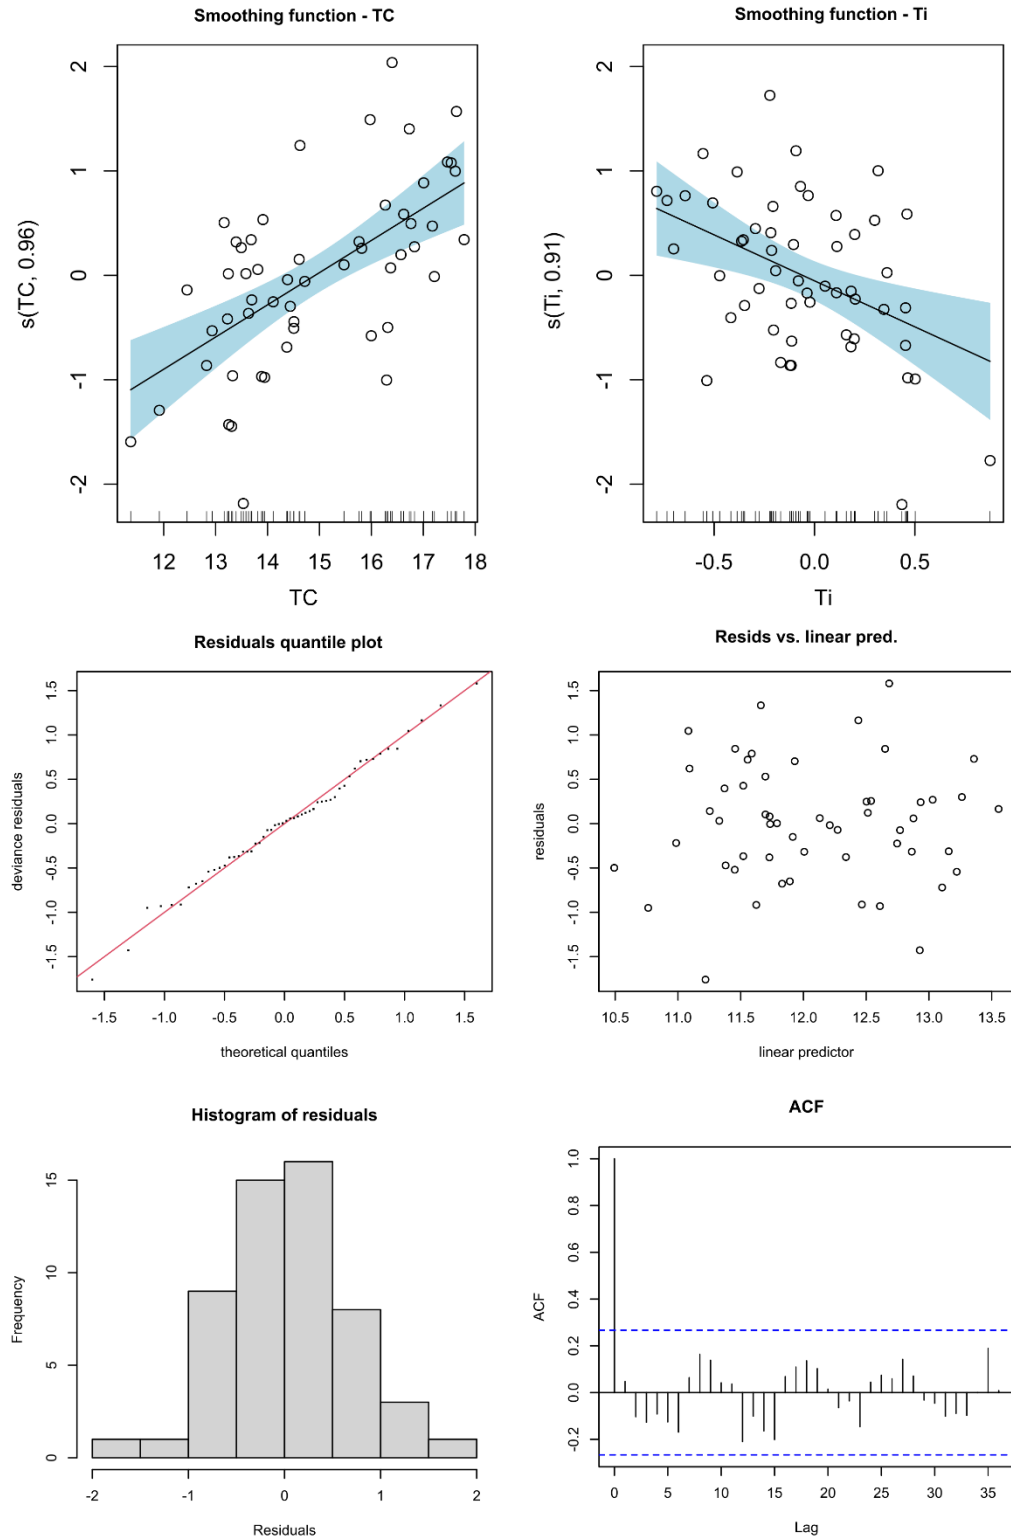 Smoothing function - TC
s(TC, 0.96)
2
1
0
-1
-2
12 13 14 15 16 17 18
TC
Smoothing function - Ti
s(Ti, 0.91)
2
1
0
-1
-2
-0.5 0.0 0.5
Ti
Residuals quantile plot
deviance residuals
1.5
1.0
0.5
0.0
-0.5
-1.0
-1.5
-1.5 -1.0 -0.5 0.0 0.5 1.0 1.5
theoretical quantiles
Resids vs. linear pred.
residuals
1.5
1.0
0.5
0.0
-0.5
-1.0
-1.5
10.5 11.0 11.5 12.0 12.5 13.0 13.5
linear predictor
Histogram of residuals
Frequency
15
10
5
0
-2 -1 0 1 2
Residuals
ACF
ACF
1.0
0.8
0.6
0.4
0.2
0.0
-0.2
0 5 10 15 20 25 30 35
Lag